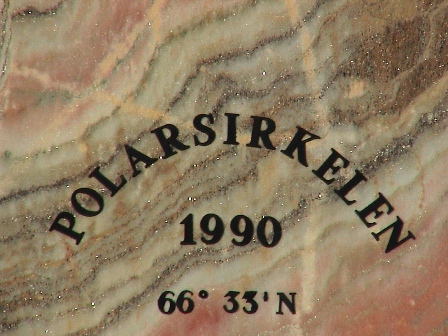 POLARSIRKELEN
1990
66° 33' N